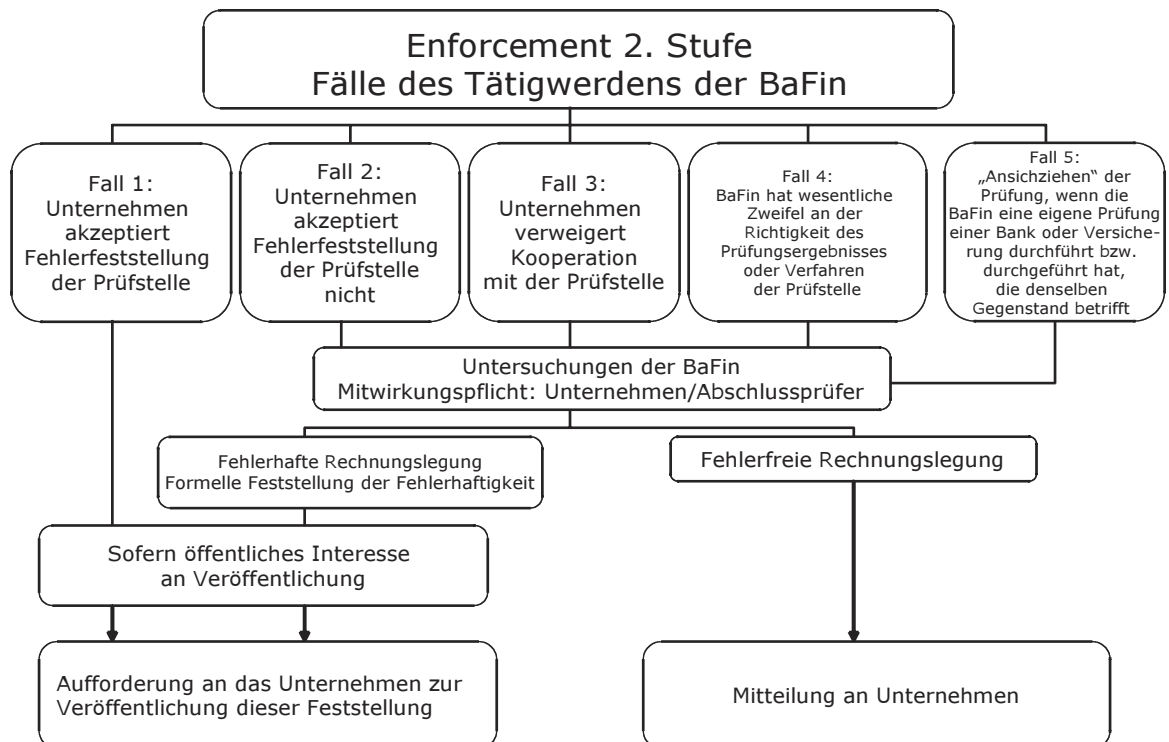 Enforcement 2. Stufe
Fälle des Tätigwerdens der BaFin
Fall 1:
Unternehmen
akzeptiert
Fehlerfeststellung
der Prüfstelle
Fall 2:
Unternehmen
akzeptiert
Fehlerfeststellung
der Prüfstelle
nicht
Fall 3:
Unternehmen
verweigert
Kooperation
mit der Prüfstelle
Fall 4:
BaFin hat wesentliche
Zweifel an der
Richtigkeit des
Prüfungsergebnisses
oder Verfahren
der Prüfstelle
Fall 5:
„Ansichziehen“ der
Prüfung, wenn die
BaFin eine eigene Prüfung
einer Bank oder Versiche-
rung durchführt bzw.
durchgeführt hat,
die denselben
Gegenstand betrifft
Untersuchungen der BaFin
Mitwirkungspflicht: Unternehmen/Abschlussprüfer
Fehlerhafte Rechnungslegung
Formelle Feststellung der Fehlerhaftigkeit
Fehlerfreie Rechnungslegung
Sofern öffentliches Interesse
an Veröffentlichung
Aufforderung an das Unternehmen zur
Veröffentlichung dieser Feststellung
Mitteilung an Unternehmen